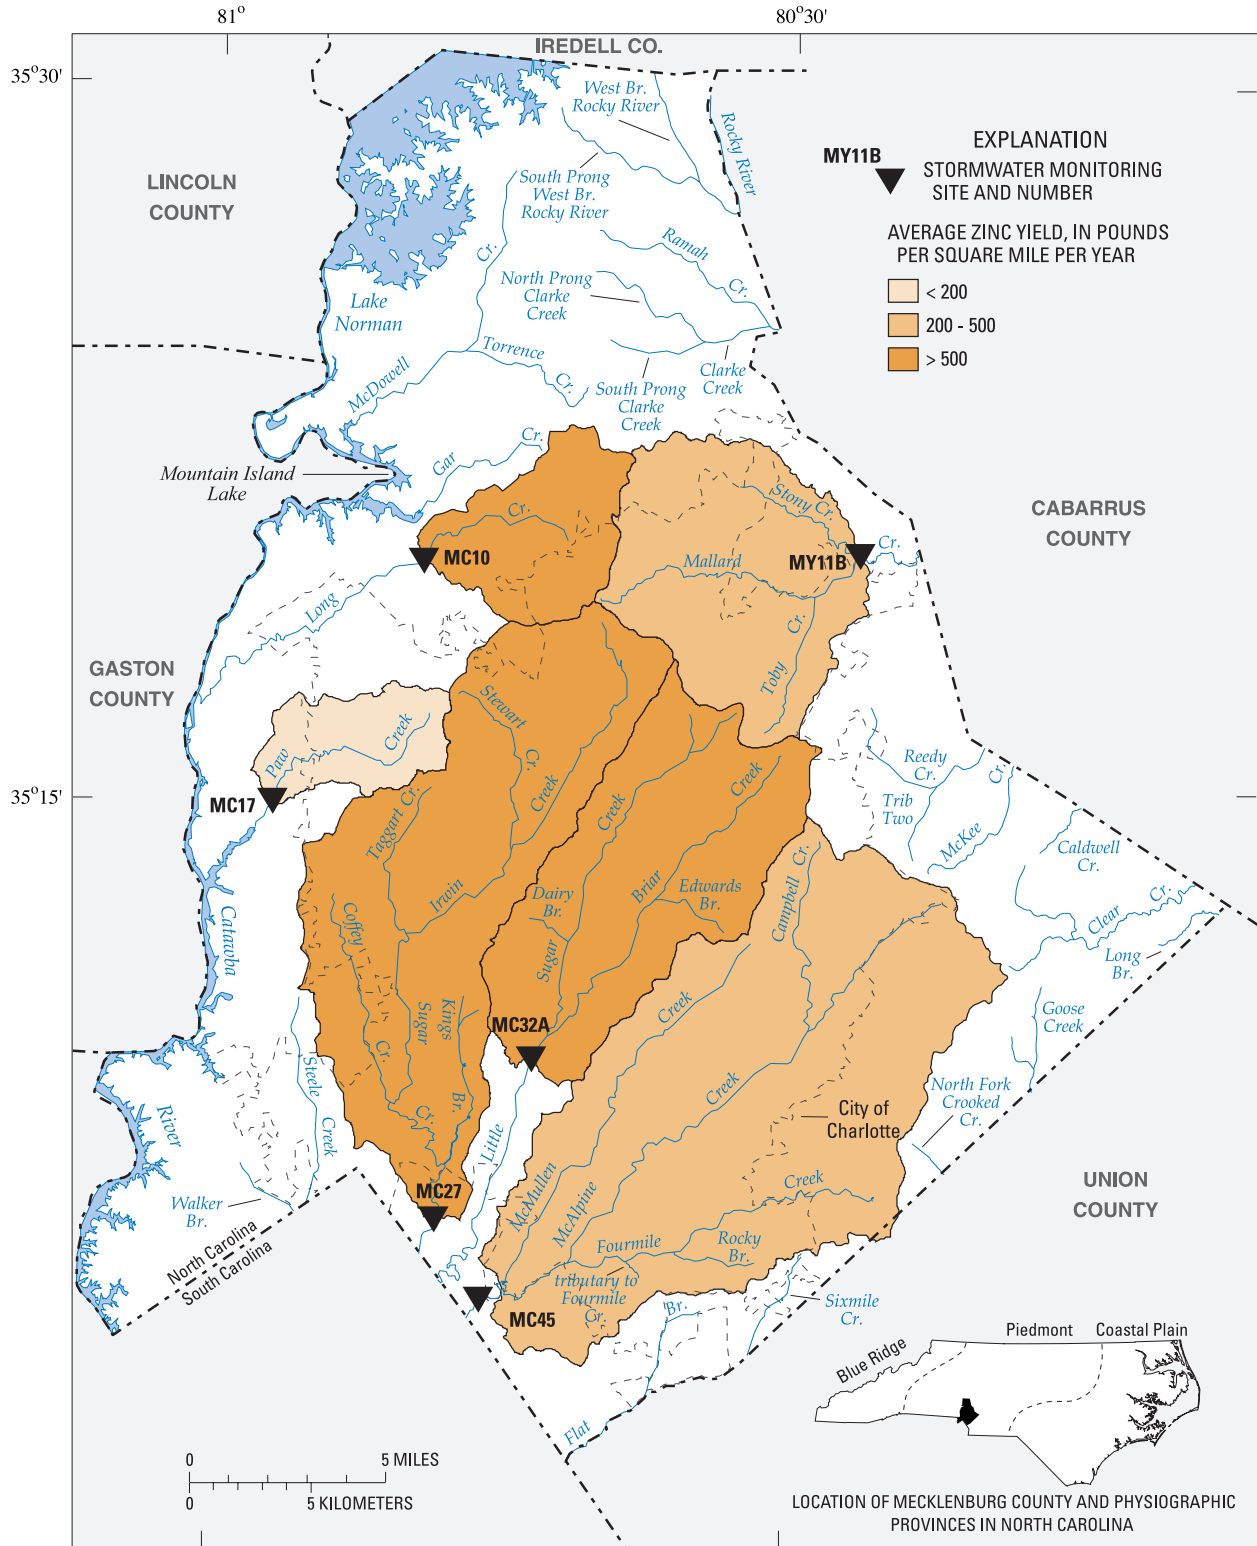 81°
80°30'
35°30'
IREDELL CO.
West Br.
Rocky River
Rocky River
EXPLANATION
MY11B
STORMWATER MONITORING
SITE AND NUMBER
AVERAGE ZINC YIELD, IN POUNDS
PER SQUARE MILE PER YEAR
< 200
200 - 500
> 500
LINCOLN
COUNTY
South Prong
West Br.
Rocky River
Cr.
Ramah
Cr.
North Prong
Clarke
Creek
Lake
Norman
Torrence
Cr.
McDowell
South Prong
Clarke
Creek
Clarke
Creek
Cr.
Gar
Mountain Island
Lake
Cr.
Stony Cr.
CABARRUS
COUNTY
MC10
Mallard
MY11B
Cr.
Long
Cr.
Toby
GASTON
COUNTY
Stewart
Cr.
Creek
Paw
Creek
Reedy
Cr.
Cr.
35°15'
MC17
Taggart Cr.
Creek
Creek
Trib
Two
McKee
Caldwell
Cr.
Irwin
Dairy
Br.
Briar
Edwards
Br.
Campbell Cr.
Clear
Cr.
Coffey
Cr.
Catawba
Sugar
Long
Br.
Kings
Br.
Sugar
Cr.
MC32A
Creek
Goose
Creek
Steele
Creek
Creek
North Fork
Crooked
Cr.
City of
Charlotte
River
Little
Walker
Br.
MC27
McMullen
McAlpine
Creek
UNION
COUNTY
North Carolina
South Carolina
Fourmile
Rocky
Br.
tributary to
Fourmile
Cr.
Br.
Sixmile
Cr.
MC45
Flat
Blue Ridge
Piedmont
Coastal Plain
0
5 MILES
0
5 KILOMETERS
LOCATION OF MECKLENBURG COUNTY AND PHYSIOGRAPHIC
PROVINCES IN NORTH CAROLINA